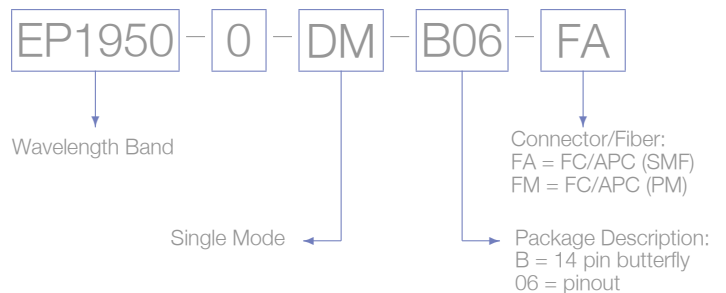 EP1950 - 0 - DM - B06 - FA
Wavelength Band
Connector/Fiber:
FA = FC/APC (SMF)
FM = FC/APC (PM)
Single Mode
Package Description:
B = 14 pin butterfly
06 = pinout